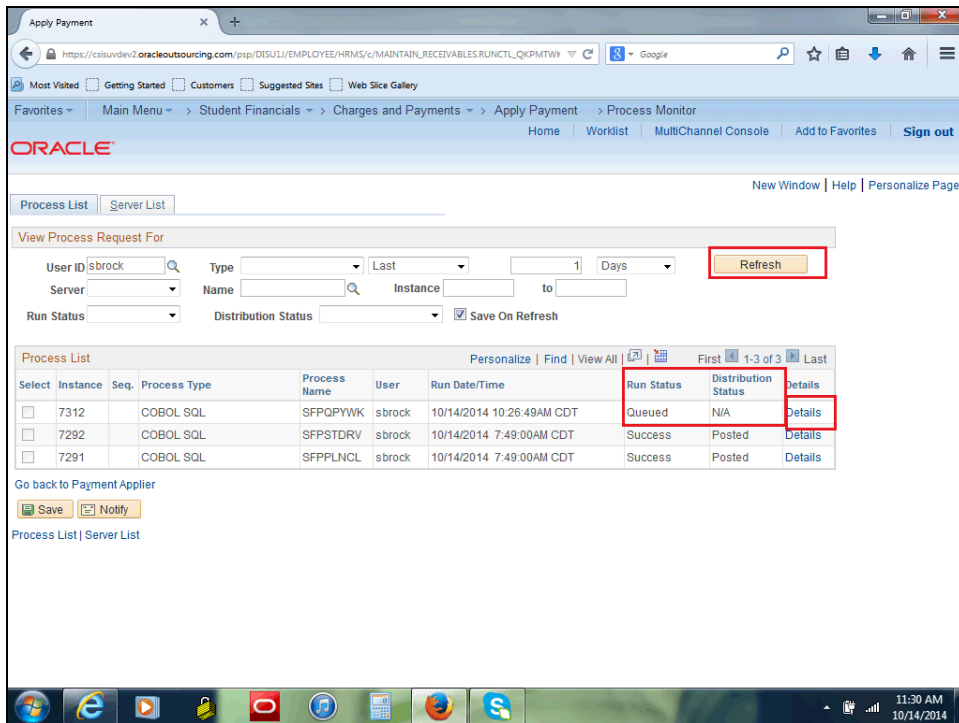 Apply Payment
https://csisuvdev2.oracleoutsourcing.com/psp/DISU1J/EMPLOYEE/HRMS/c/MAINTAIN_RECEIVABLES.RUNCTL_QKPMTWK
Google
Most Visited Getting Started Customers Suggested Sites Web Slice Gallery
Favorites Main Menu > Student Financials > Charges and Payments > Apply Payment > Process Monitor
Home Worklist MultiChannel Console Add to Favorites Sign out
ORACLE
New Window | Help | Personalize Page
Process List Server List
View Process Request For
User ID sbrock Type Last 1 Days Refresh
Server Name Instance to
Run Status Distribution Status Save On Refresh
Process List Personalize | Find | View All | First 1-3 of 3 Last
Select Instance Seq. Process Type Process Name User Run Date/Time Run Status Distribution Status Details
7312 COBOL SQL SFPQPYWK sbrock 10/14/2014 10:26:49AM CDT Queued N/A Details
7292 COBOL SQL SFPSTDRV sbrock 10/14/2014 7:49:00AM CDT Success Posted Details
7291 COBOL SQL SFPPLNCL sbrock 10/14/2014 7:49:00AM CDT Success Posted Details
Go back to Payment Applier
Save Notify
Process List | Server List
11:30 AM
10/14/2014